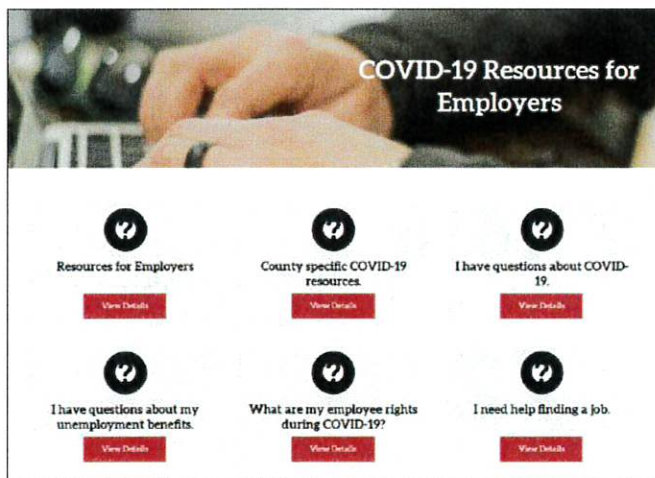 COVID-19 Resources for
Employers
?
?
?
Resources for Employers
County specific COVID-19
resources.
I have questions about COVID-
19.
View Details
View Details
View Details
?
?
?
I have questions about my
unemployment benefits.
What are my employee rights
during COVID-19?
I need help finding a job.
View Details
View Details
View Details